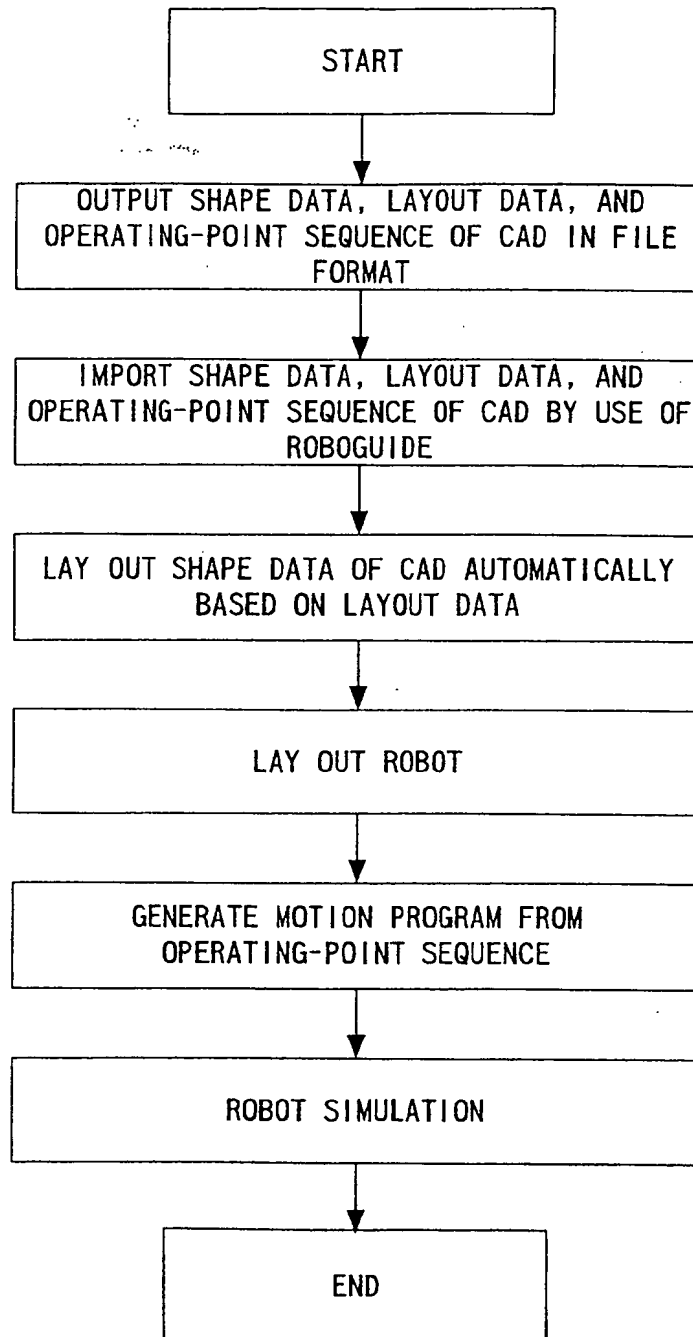 START
OUTPUT SHAPE DATA, LAYOUT DATA, AND
OPERATING-POINT SEQUENCE OF CAD IN FILE
FORMAT
IMPORT SHAPE DATA, LAYOUT DATA, AND
OPERATING-POINT SEQUENCE OF CAD BY USE OF
ROBOGUIDE
LAY OUT SHAPE DATA OF CAD AUTOMATICALLY
BASED ON LAYOUT DATA
LAY OUT ROBOT
GENERATE MOTION PROGRAM FROM
OPERATING-POINT SEQUENCE
ROBOT SIMULATION
END